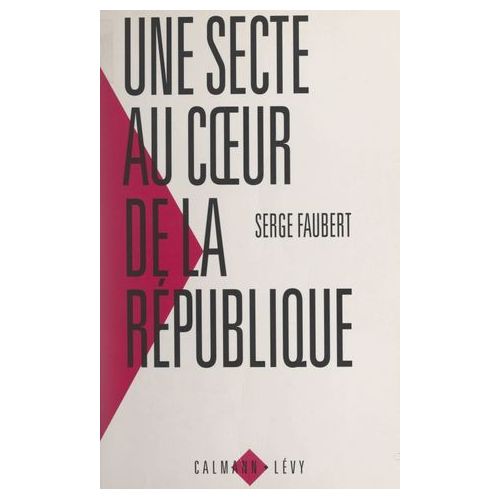 UNE SECTE
AU CŒUR
DE LA
RÉPUBLIQUE
SERGE FAUBERT
CALMANN LÉVY